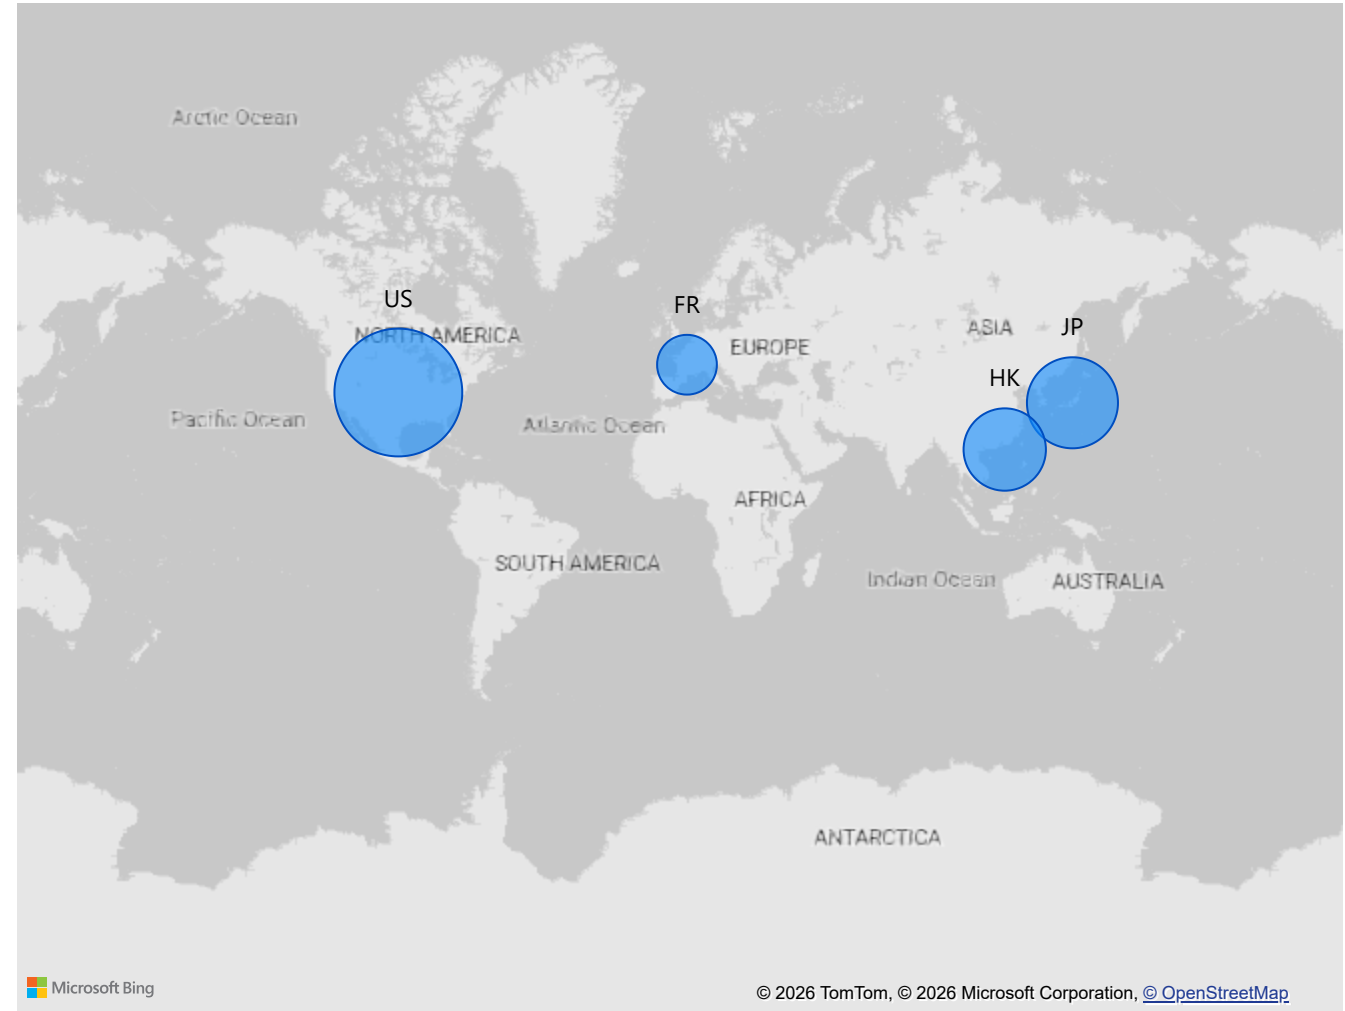 Arctic Ocean
US
FR
NORTH AMERICA
ASIA
JP
EUROPE
HK
Pacific Ocean
Atlantic Ocean
AFRICA
SOUTH AMERICA
Indian Ocean
AUSTRALIA
ANTARCTICA
Microsoft Bing
© 2026 TomTom, © 2026 Microsoft Corporation, © OpenStreetMap